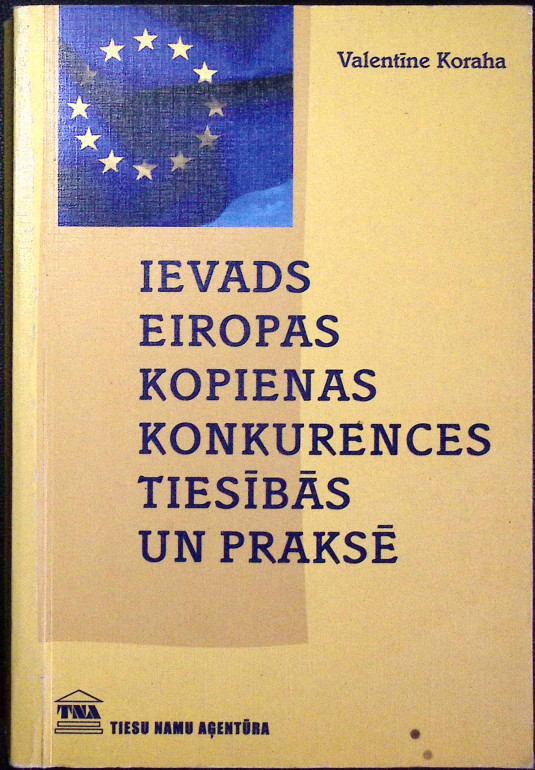 Valentīne Koraha
IEVADS
EIROPAS
KOPIENAS
KONKURENCES
TIESĪBĀS
UN PRAKSĒ
TNA
TIESU NAMU AĢENTŪRA